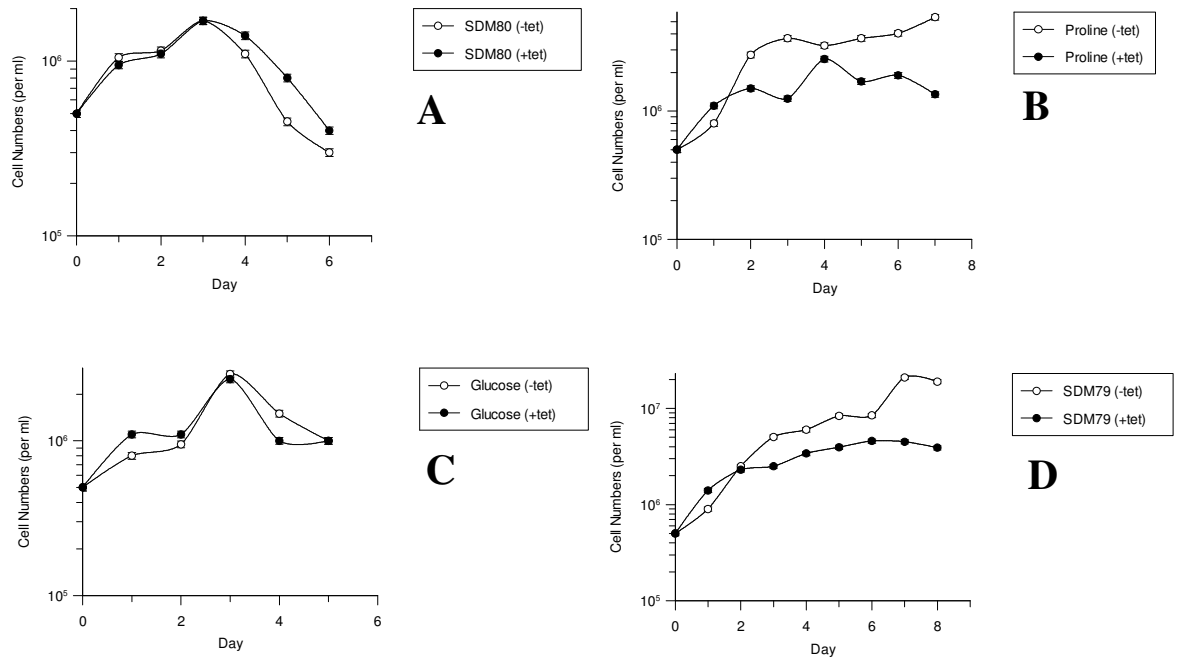 SDM80 (-tet)
SDM80 (+tet)
A
Cell Numbers (per ml)
10⁶
10⁵
0 2 4 6
Day
Proline (-tet)
Proline (+tet)
B
Cell Numbers (per ml)
10⁶
10⁵
0 2 4 6 8
Day
Glucose (-tet)
Glucose (+tet)
C
Cell Numbers (per ml)
10⁶
10⁵
0 2 4 6
Day
SDM79 (-tet)
SDM79 (+tet)
D
Cell Numbers (per ml)
10⁷
10⁶
10⁵
0 2 4 6 8
Day